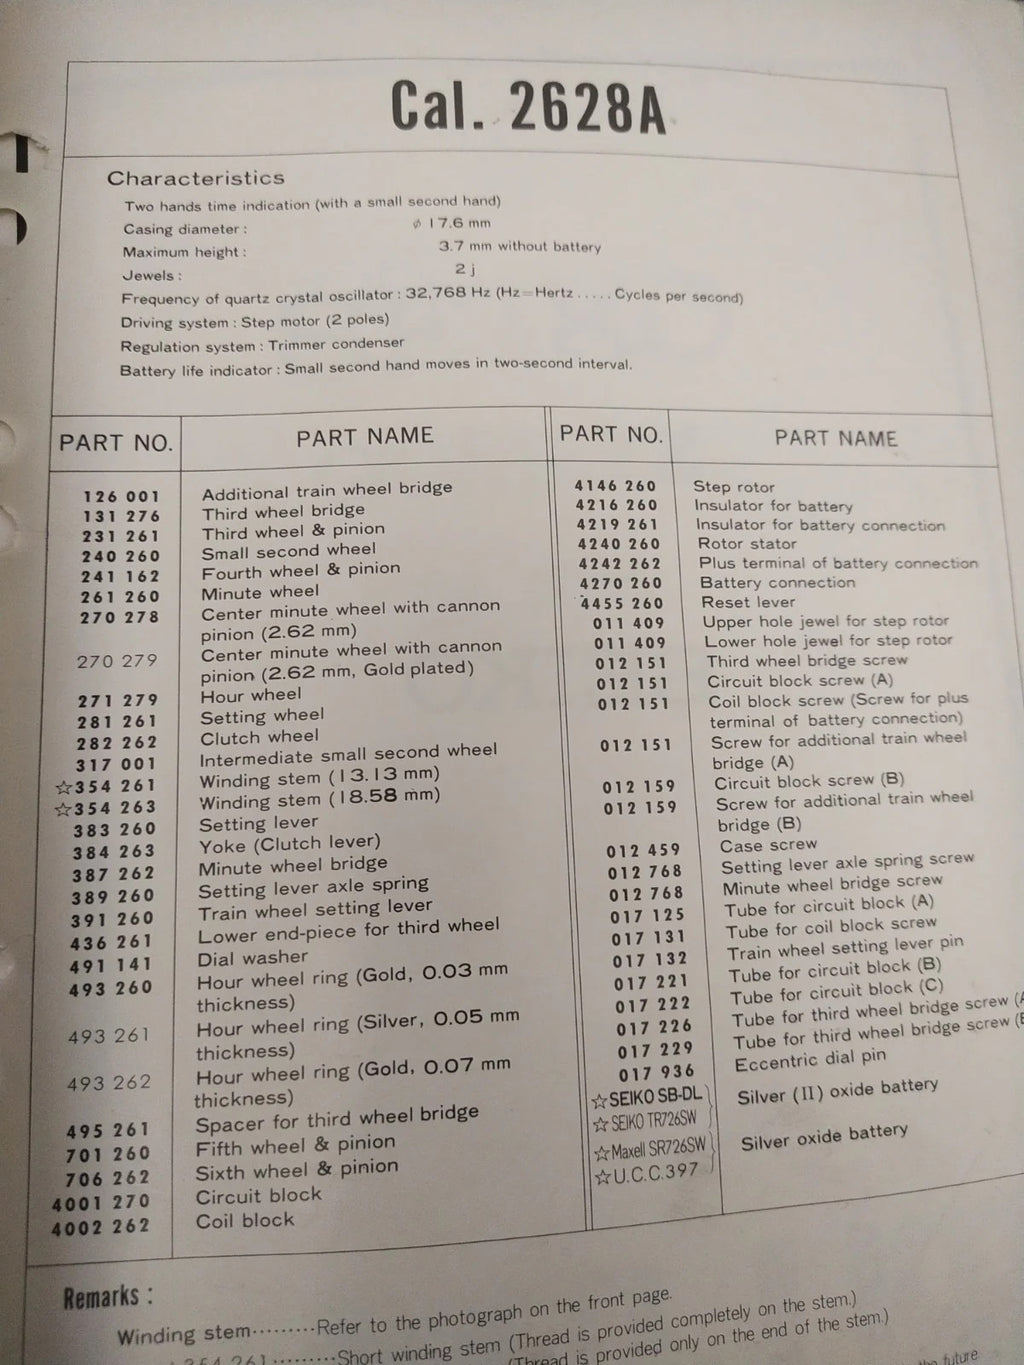 Cal. 2628A
Characteristics
Two hands time indication (with a small second hand)
Casing diameter : ø 17.6 mm
Maximum height : 3.7 mm without battery
Jewels : 2 j
Frequency of quartz crystal oscillator : 32,768 Hz (Hz=Hertz ..... Cycles per second)
Driving system : Step motor (2 poles)
Regulation system : Trimmer condenser
Battery life indicator : Small second hand moves in two-second interval.
PART NO. PART NAME
126 001 Additional train wheel bridge
131 276 Third wheel bridge
231 261 Third wheel & pinion
240 260 Small second wheel
241 162 Fourth wheel & pinion
261 260 Minute wheel
270 278 Center minute wheel with cannon
pinion (2.62 mm)
270 279 Center minute wheel with cannon
pinion (2.62 mm, Gold plated)
271 279 Hour wheel
281 261 Setting wheel
282 262 Clutch wheel
317 001 Intermediate small second wheel
☆354 261 Winding stem (13.13 mm)
☆354 263 Winding stem (18.58 mm)
383 260 Setting lever
384 263 Yoke (Clutch lever)
387 262 Minute wheel bridge
389 260 Setting lever axle spring
391 260 Train wheel setting lever
436 261 Lower end-piece for third wheel
491 141 Dial washer
493 260 Hour wheel ring (Gold, 0.03 mm
thickness)
493 261 Hour wheel ring (Silver, 0.05 mm
thickness)
493 262 Hour wheel ring (Gold, 0.07 mm
thickness)
495 261 Spacer for third wheel bridge
701 260 Fifth wheel & pinion
706 262 Sixth wheel & pinion
4001 270 Circuit block
4002 262 Coil block
PART NO. PART NAME
4146 260 Step rotor
4216 260 Insulator for battery
4219 261 Insulator for battery connection
4240 260 Rotor stator
4242 262 Plus terminal of battery connection
4270 260 Battery connection
4455 260 Reset lever
011 409 Upper hole jewel for step rotor
011 409 Lower hole jewel for step rotor
012 151 Third wheel bridge screw
012 151 Circuit block screw (A)
012 151 Coil block screw (Screw for plus
terminal of battery connection)
012 151 Screw for additional train wheel
bridge (A)
012 159 Circuit block screw (B)
012 159 Screw for additional train wheel
bridge (B)
012 459 Case screw
012 768 Setting lever axle spring screw
012 768 Minute wheel bridge screw
017 125 Tube for circuit block (A)
017 131 Tube for coil block screw
017 132 Train wheel setting lever pin
017 221 Tube for circuit block (B)
017 222 Tube for circuit block (C)
017 226 Tube for third wheel bridge screw (A
017 229 Tube for third wheel bridge screw (B
017 936 Eccentric dial pin
☆SEIKO SB-DL
☆SEIKO TR726SW
Silver (II) oxide battery
☆Maxell SR726SW
☆U.C.C.397
Silver oxide battery
Remarks :
Winding stem.........Refer to the photograph on the front page.
354 261.........Short winding stem (Thread is provided completely on the stem.)
(Thread is provided only on the end of the stem.)
the future